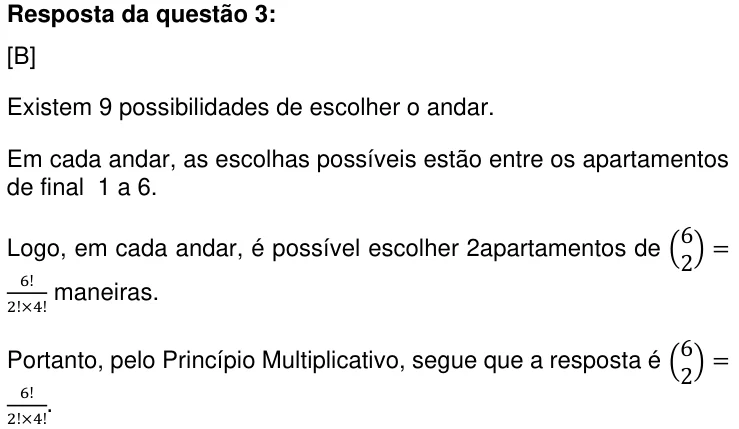 Resposta da questão 3:
[B]
Existem 9 possibilidades de escolher o andar.
Em cada andar, as escolhas possíveis estão entre os apartamentos
de final  1 a 6.
Logo, em cada andar, é possível escolher 2apartamentos de (6 2) =
6!/2!×4! maneiras.
Portanto, pelo Princípio Multiplicativo, segue que a resposta é (6 2) =
6!/2!×4!.